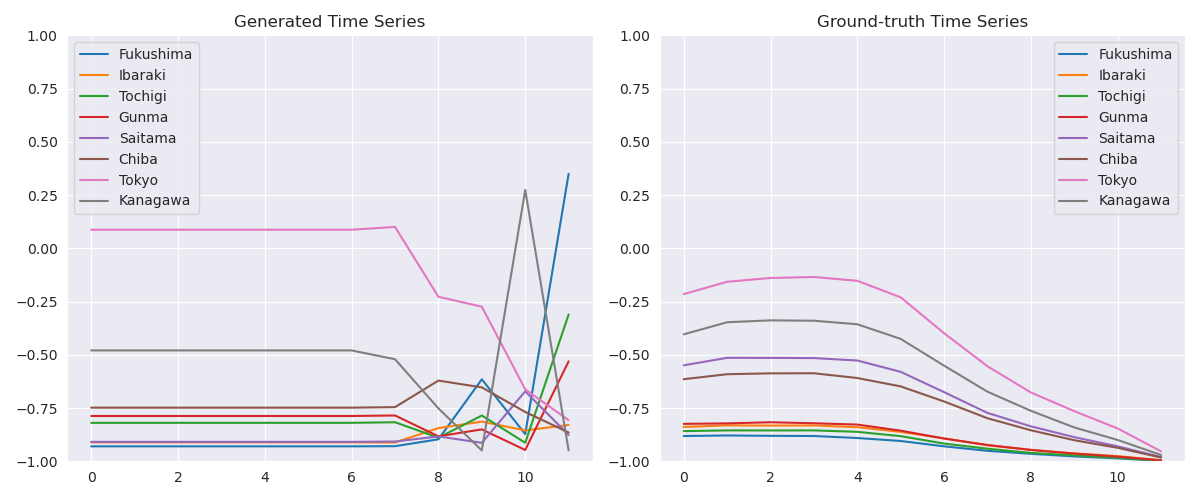 Generated Time Series
1.00
0.75
0.50
0.25
0.00
−0.25
−0.50
−0.75
−1.00
0 2 4 6 8 10
Fukushima
Ibaraki
Tochigi
Gunma
Saitama
Chiba
Tokyo
Kanagawa
Ground-truth Time Series
1.00
0.75
0.50
0.25
0.00
−0.25
−0.50
−0.75
−1.00
0 2 4 6 8 10
Fukushima
Ibaraki
Tochigi
Gunma
Saitama
Chiba
Tokyo
Kanagawa